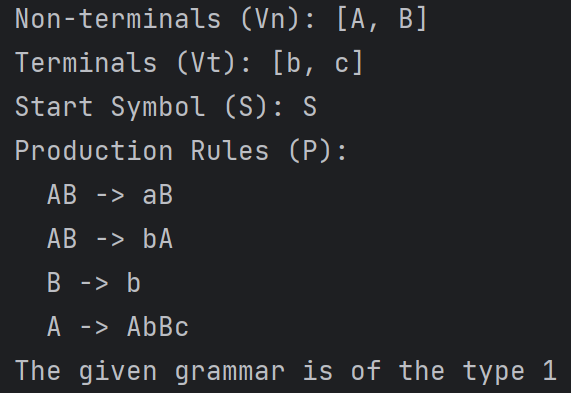 Non-terminals (Vn): [A, B]
Terminals (Vt): [b, c]
Start Symbol (S): S
Production Rules (P):
  AB -> aB
  AB -> bA
  B -> b
  A -> AbBc
The given grammar is of the type 1